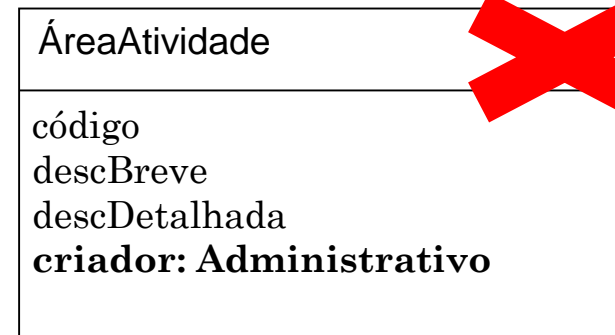 ÁreaAtividade
código
descBreve
descDetalhada
criador: Administrativo